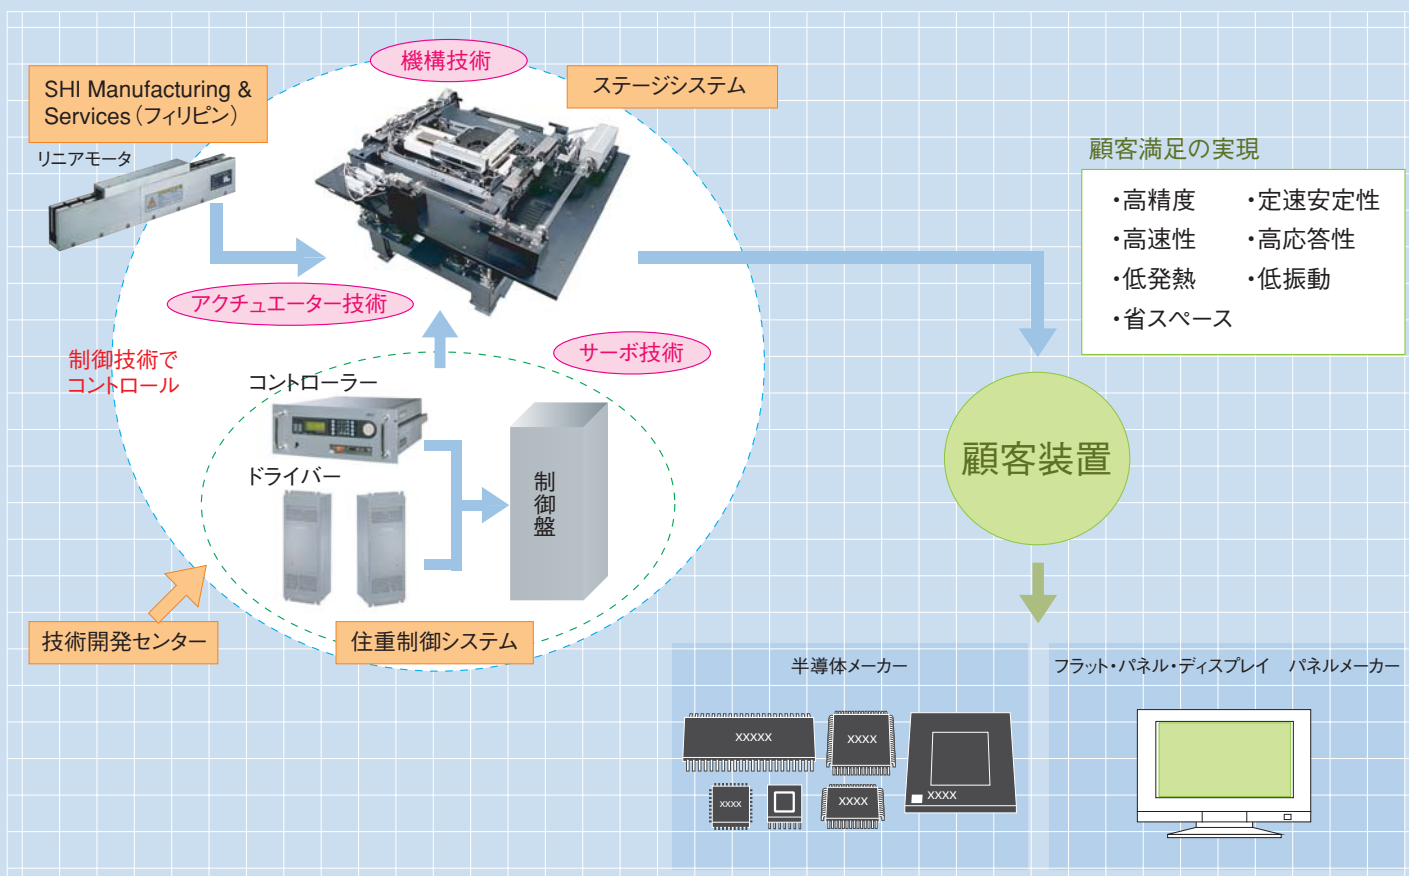 機構技術
ステージシステム
SHI Manufacturing &
Services（フィリピン）
リニアモータ
アクチュエーター技術
サーボ技術
制御技術で
コントロール
コントローラー
ドライバー
制御盤
技術開発センター
住重制御システム
顧客満足の実現
・高精度　・定速安定性
・高速性　・高応答性
・低発熱　・低振動
・省スペース
顧客装置
半導体メーカー
フラット・パネル・ディスプレイ　パネルメーカー
XXXXX
XXXX
XXXX
XXXX
XXXX